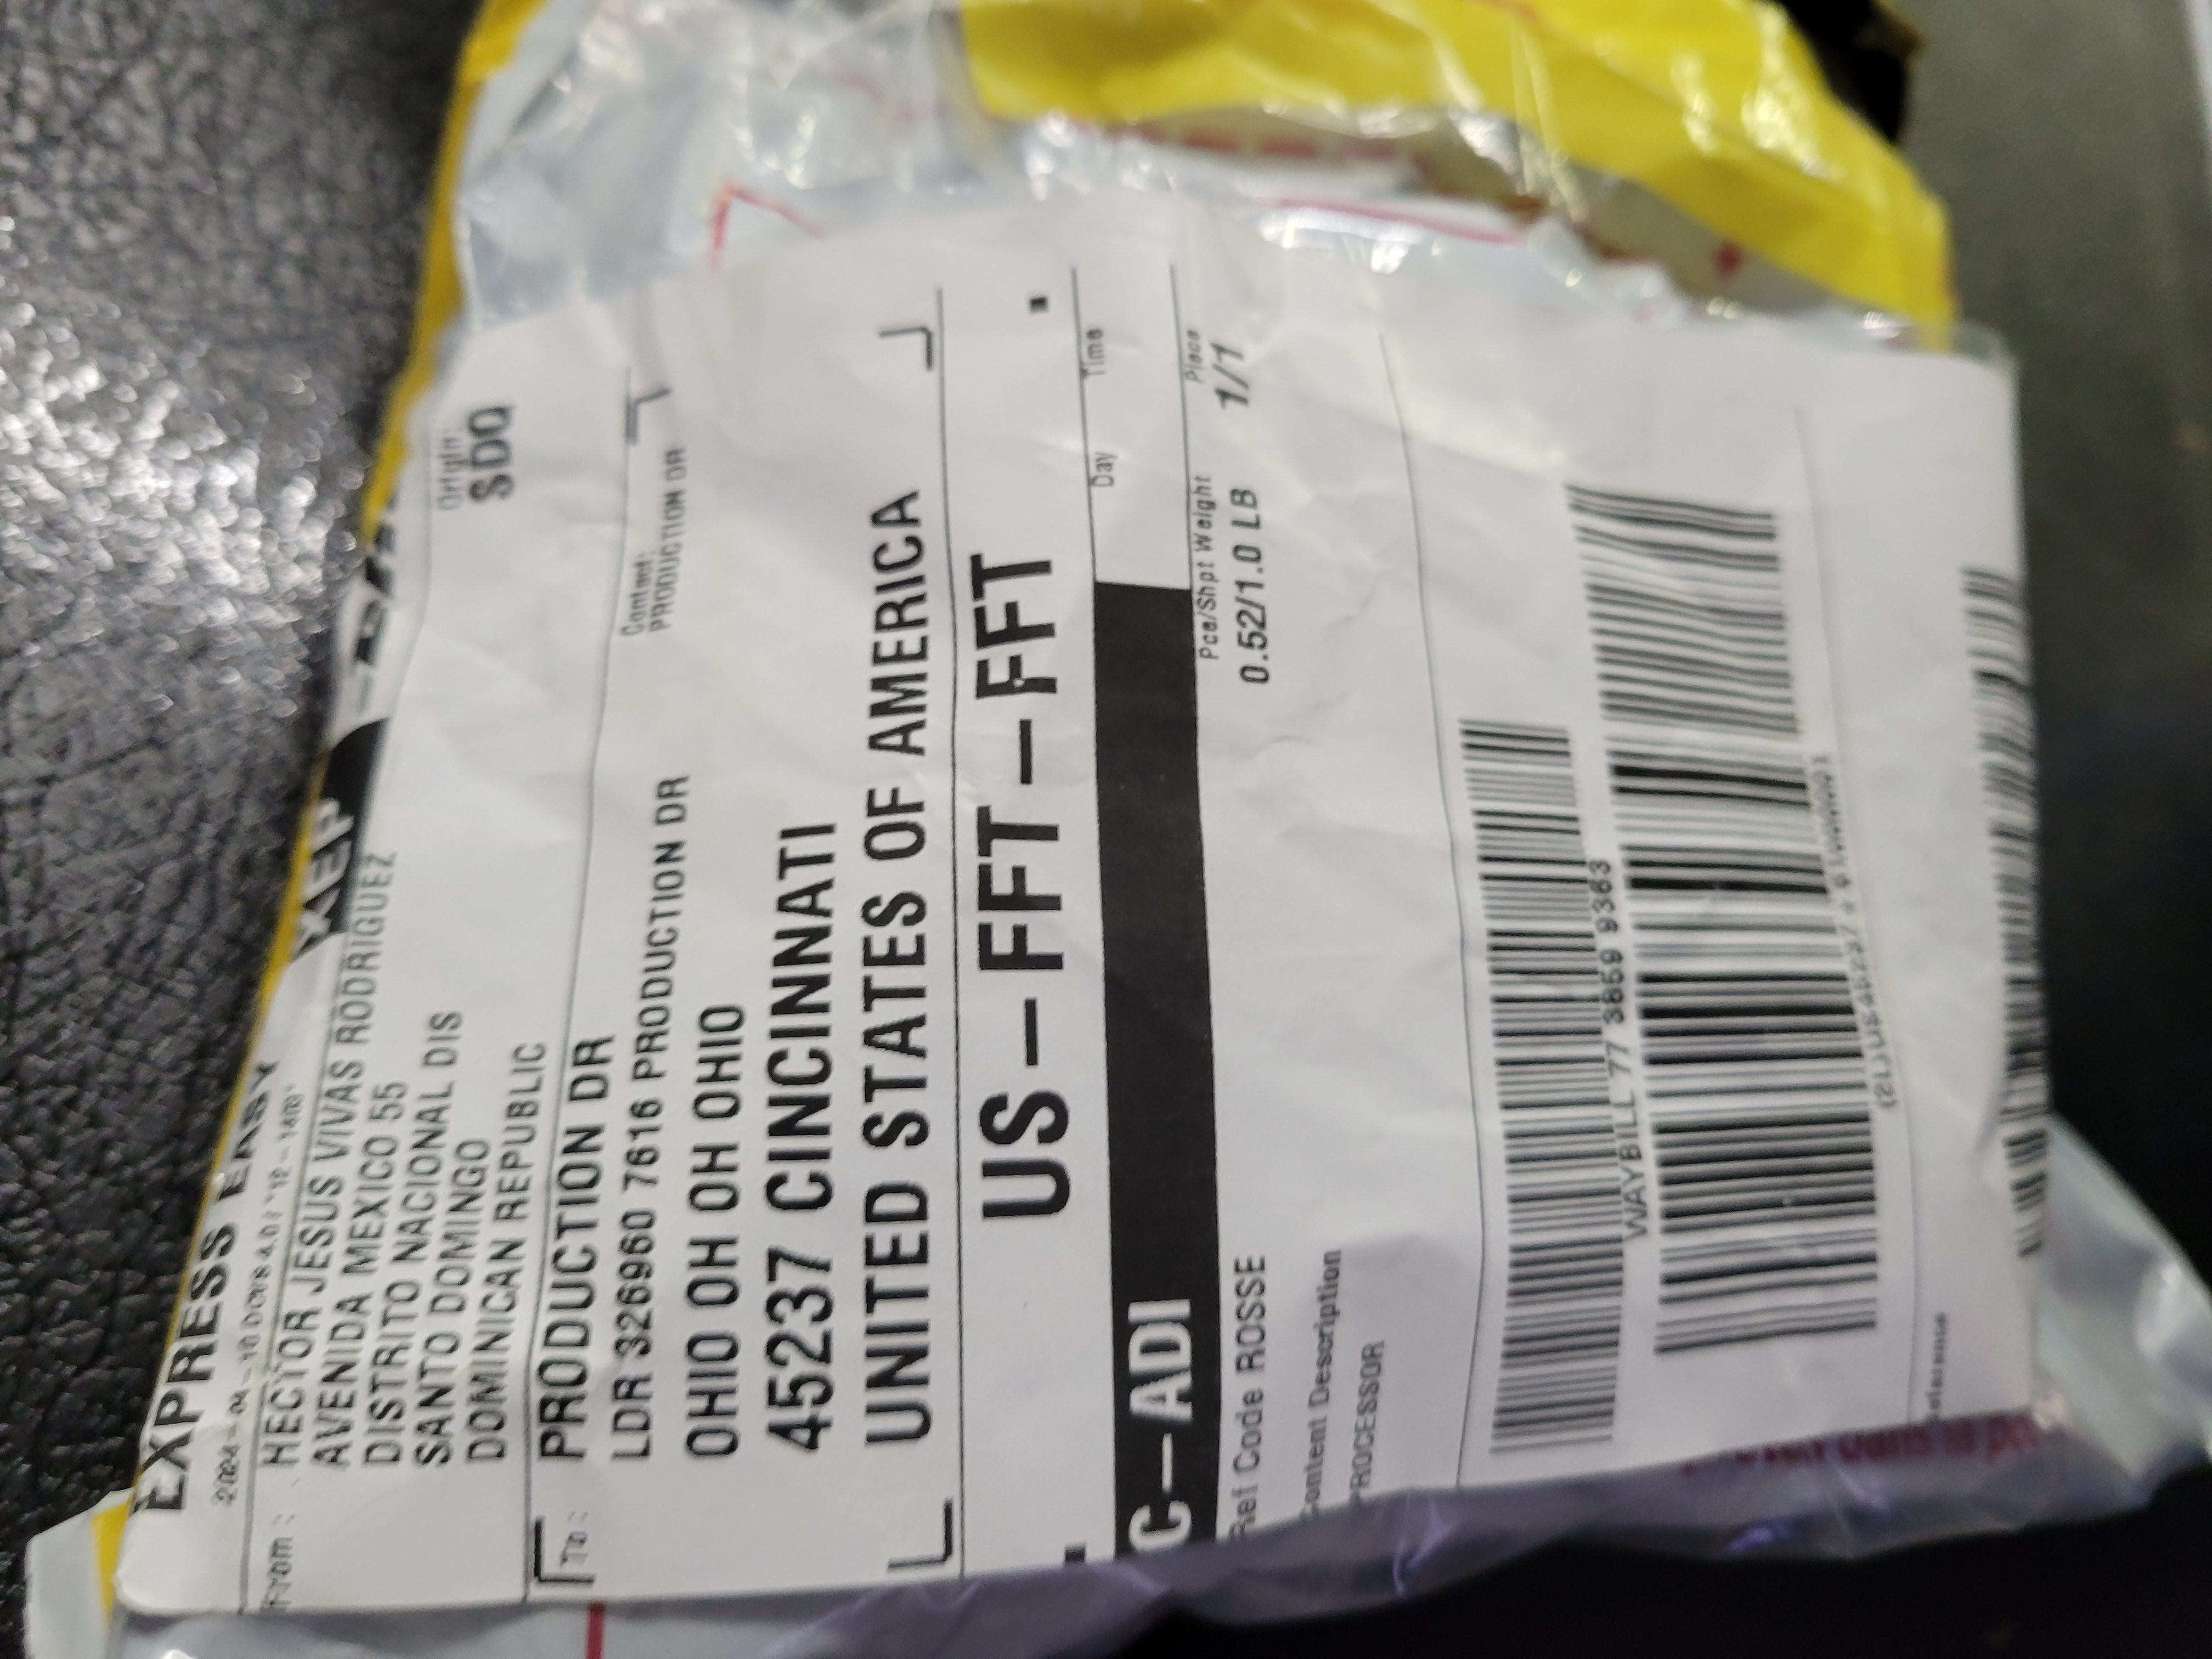 EXPRESS EASY
XEP
From :
HECTOR JESUS VIVAS RODRIGUEZ
AVENIDA MEXICO 55
DISTRITO NACIONAL DIS
SANTO DOMINGO
DOMINICAN REPUBLIC
Origin:
SDQ
To :
PRODUCTION DR
LDR 3269960 7616 PRODUCTION DR
OHIO OH OH OHIO
45237 CINCINNATI
UNITED STATES OF AMERICA
Contact:
PRODUCTION DR
US-FFT-FFT
C-ADI
Day
Time
Ref Code ROSSE
Pce/Shpt Weight
0.52/1.0 LB
Piece
1/1
Content Description
PROCESSOR
WAYBILL 77 3859 9363